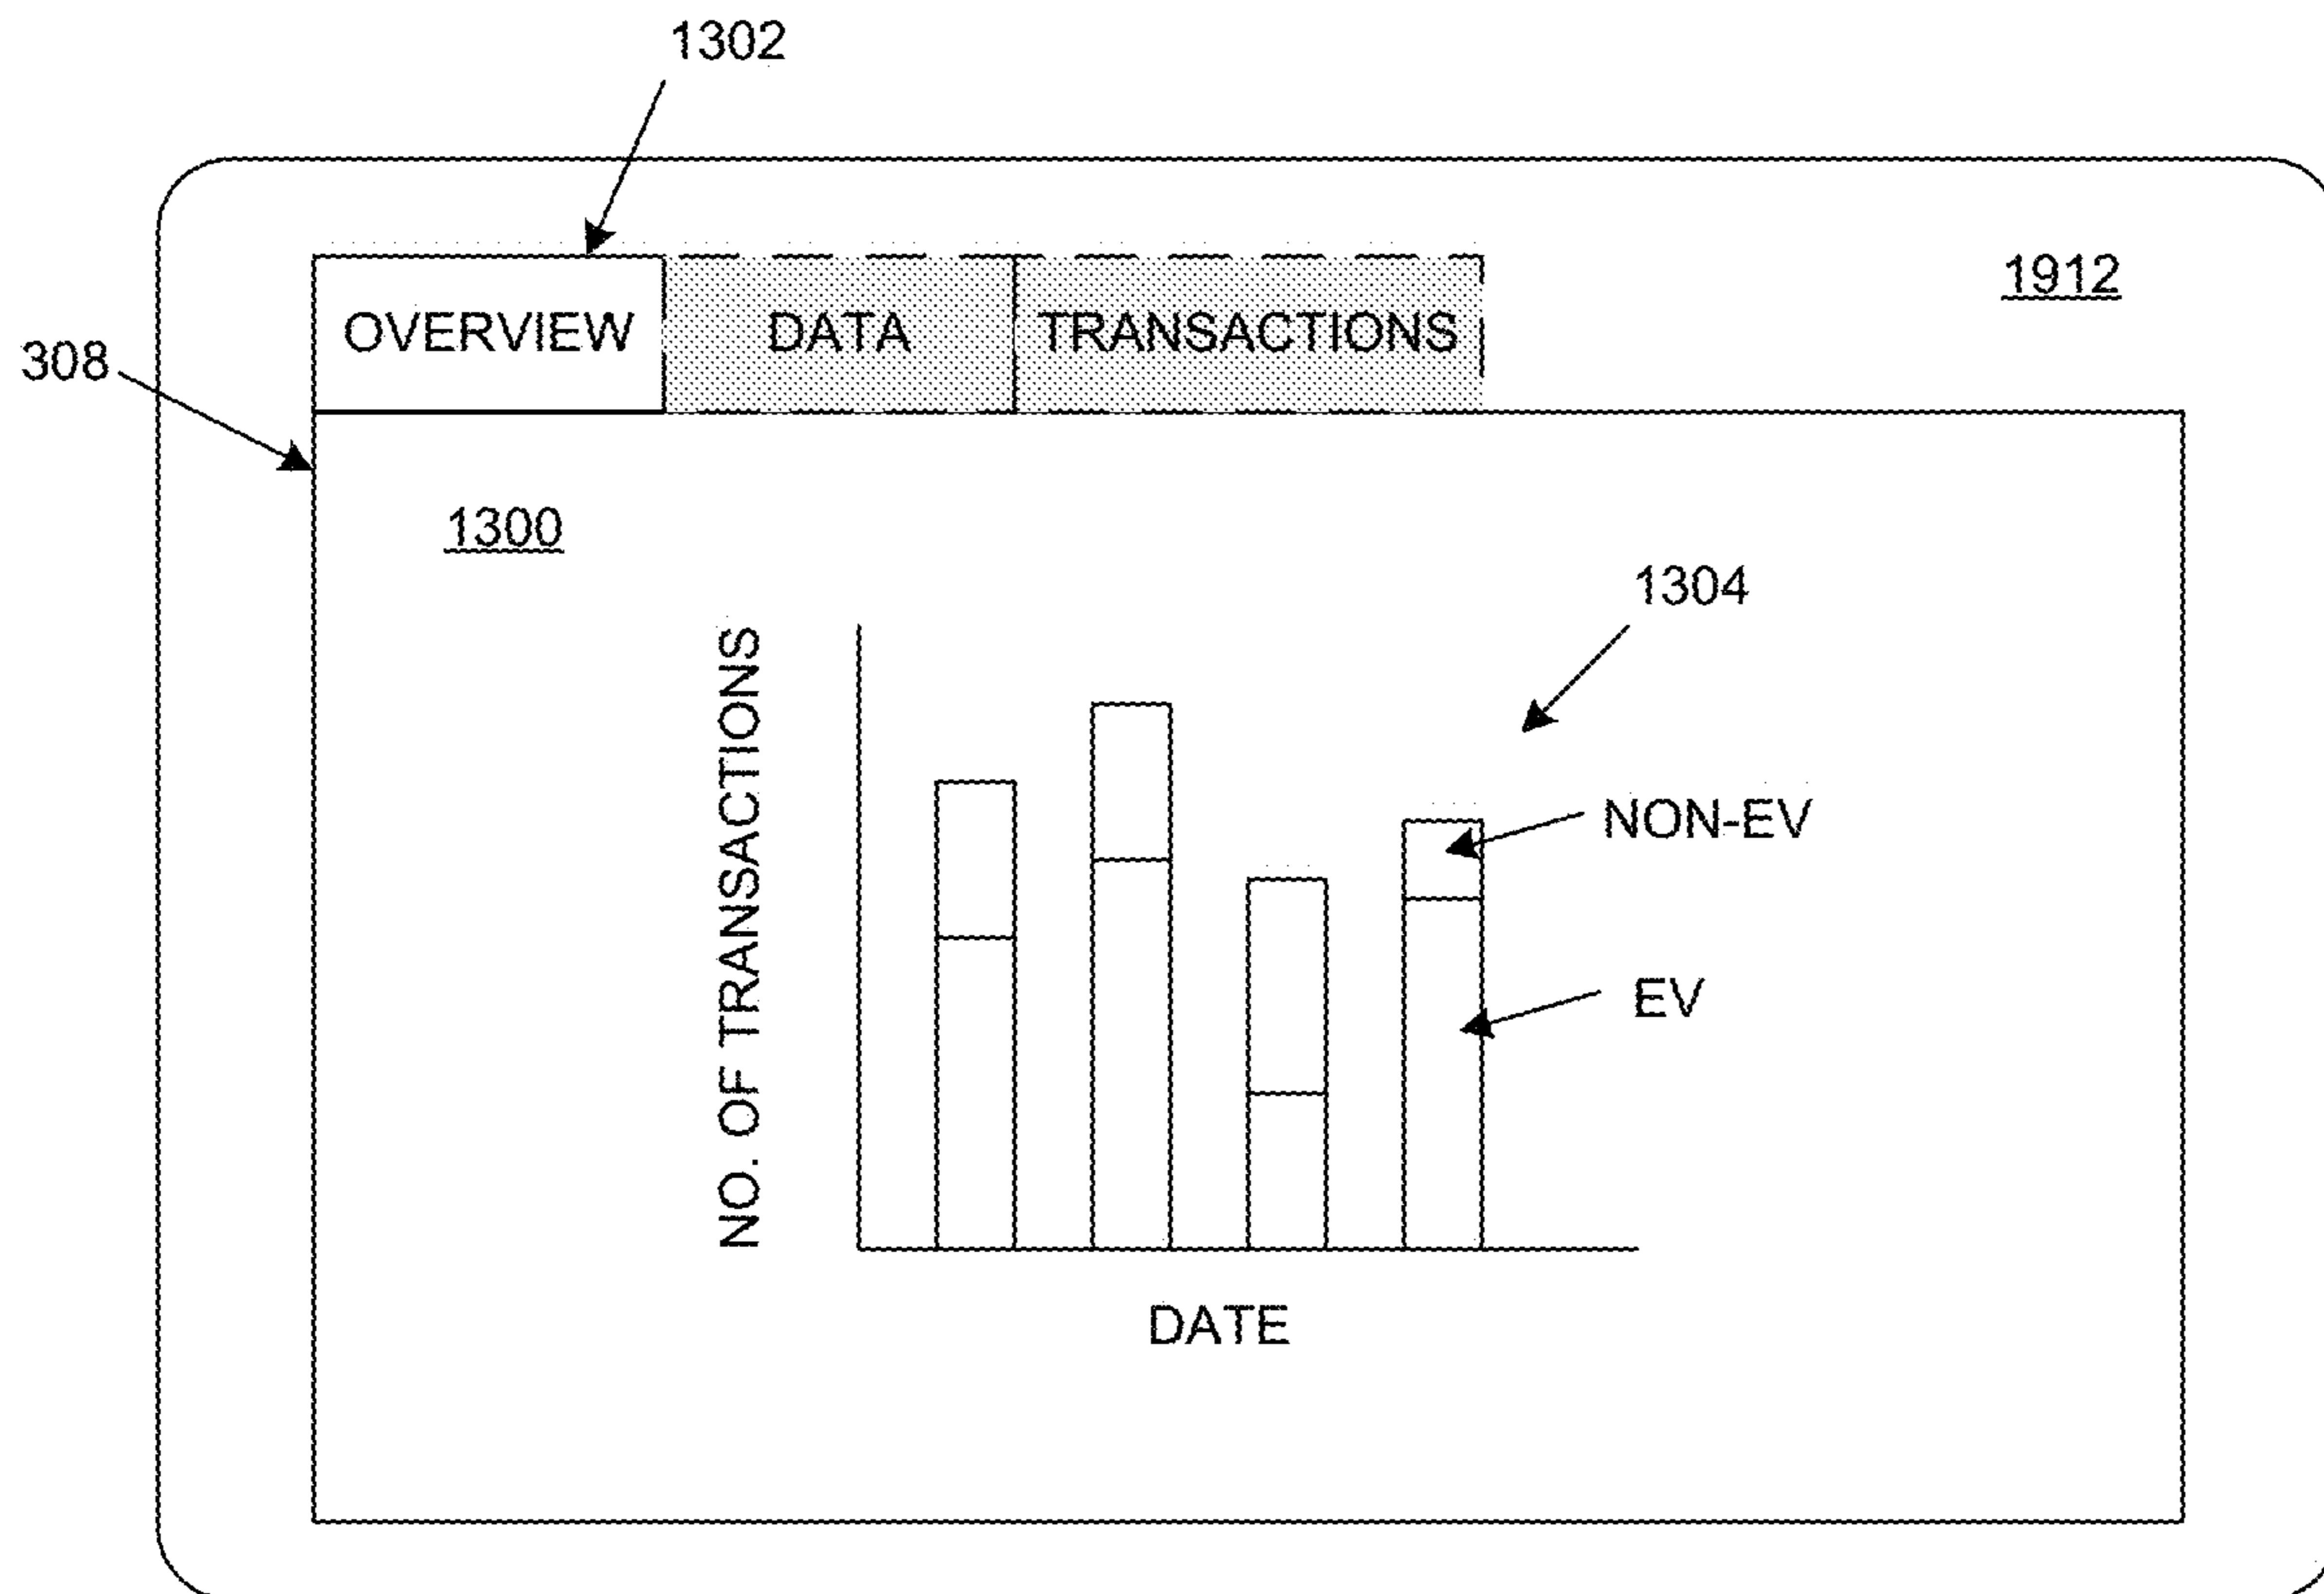 1302
1912
OVERVIEW DATA TRANSACTIONS
308
1300
1304
NO. OF TRANSACTIONS
NON-EV
EV
DATE